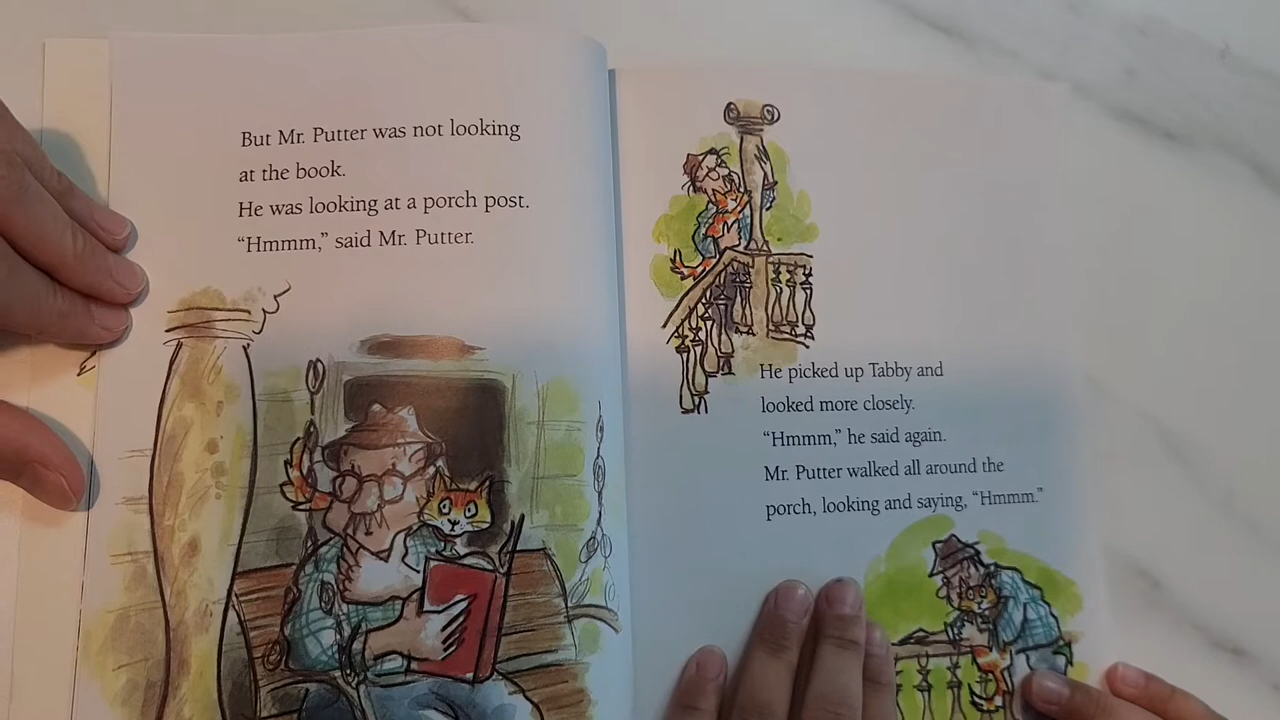 But Mr. Putter was not looking
at the book.
He was looking at a porch post.
“Hmmm,” said Mr. Putter.
He picked up Tabby and
looked more closely.
“Hmmm,” he said again.
Mr. Putter walked all around the
porch, looking and saying, “Hmmm.”